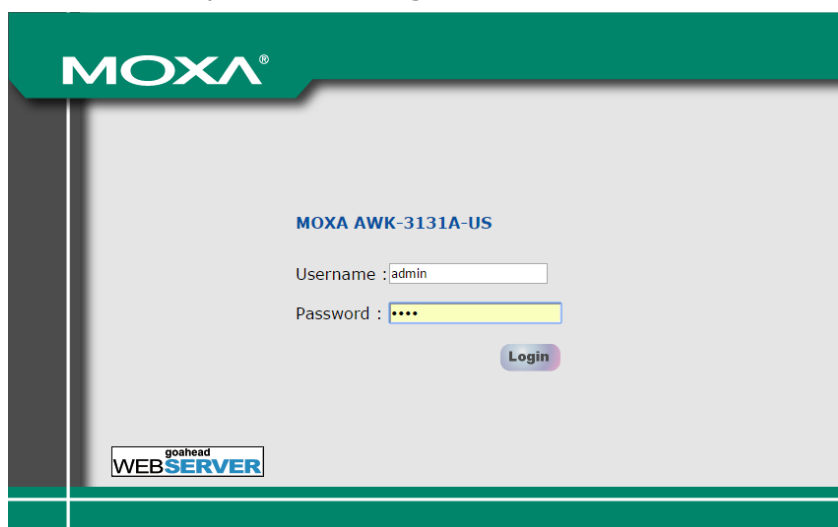 MOXA®
MOXA AWK-3131A-US
Username : admin
Password : ••••
Login
goahead
WEBSERVER